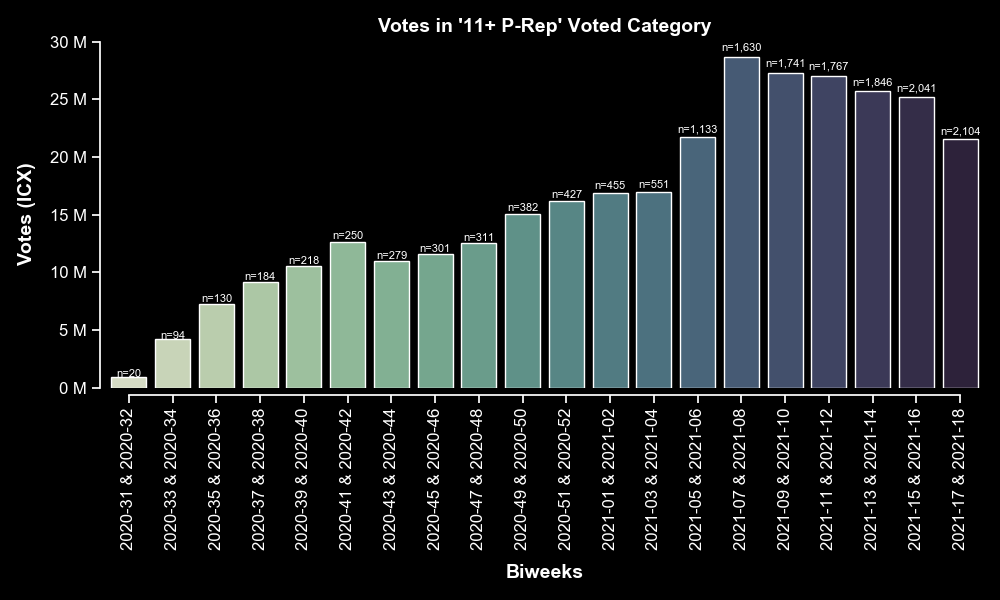 Votes in '11+ P-Rep' Voted Category
Votes (ICX)
30 M
25 M
20 M
15 M
10 M
5 M
0 M
n=20
n=94
n=130
n=184
n=218
n=250
n=279
n=301
n=311
n=382
n=427
n=455
n=551
n=1,133
n=1,630
n=1,741
n=1,767
n=1,846
n=2,041
n=2,104
2020-31 & 2020-32
2020-33 & 2020-34
2020-35 & 2020-36
2020-37 & 2020-38
2020-39 & 2020-40
2020-41 & 2020-42
2020-43 & 2020-44
2020-45 & 2020-46
2020-47 & 2020-48
2020-49 & 2020-50
2020-51 & 2020-52
2021-01 & 2021-02
2021-03 & 2021-04
2021-05 & 2021-06
2021-07 & 2021-08
2021-09 & 2021-10
2021-11 & 2021-12
2021-13 & 2021-14
2021-15 & 2021-16
2021-17 & 2021-18
Biweeks